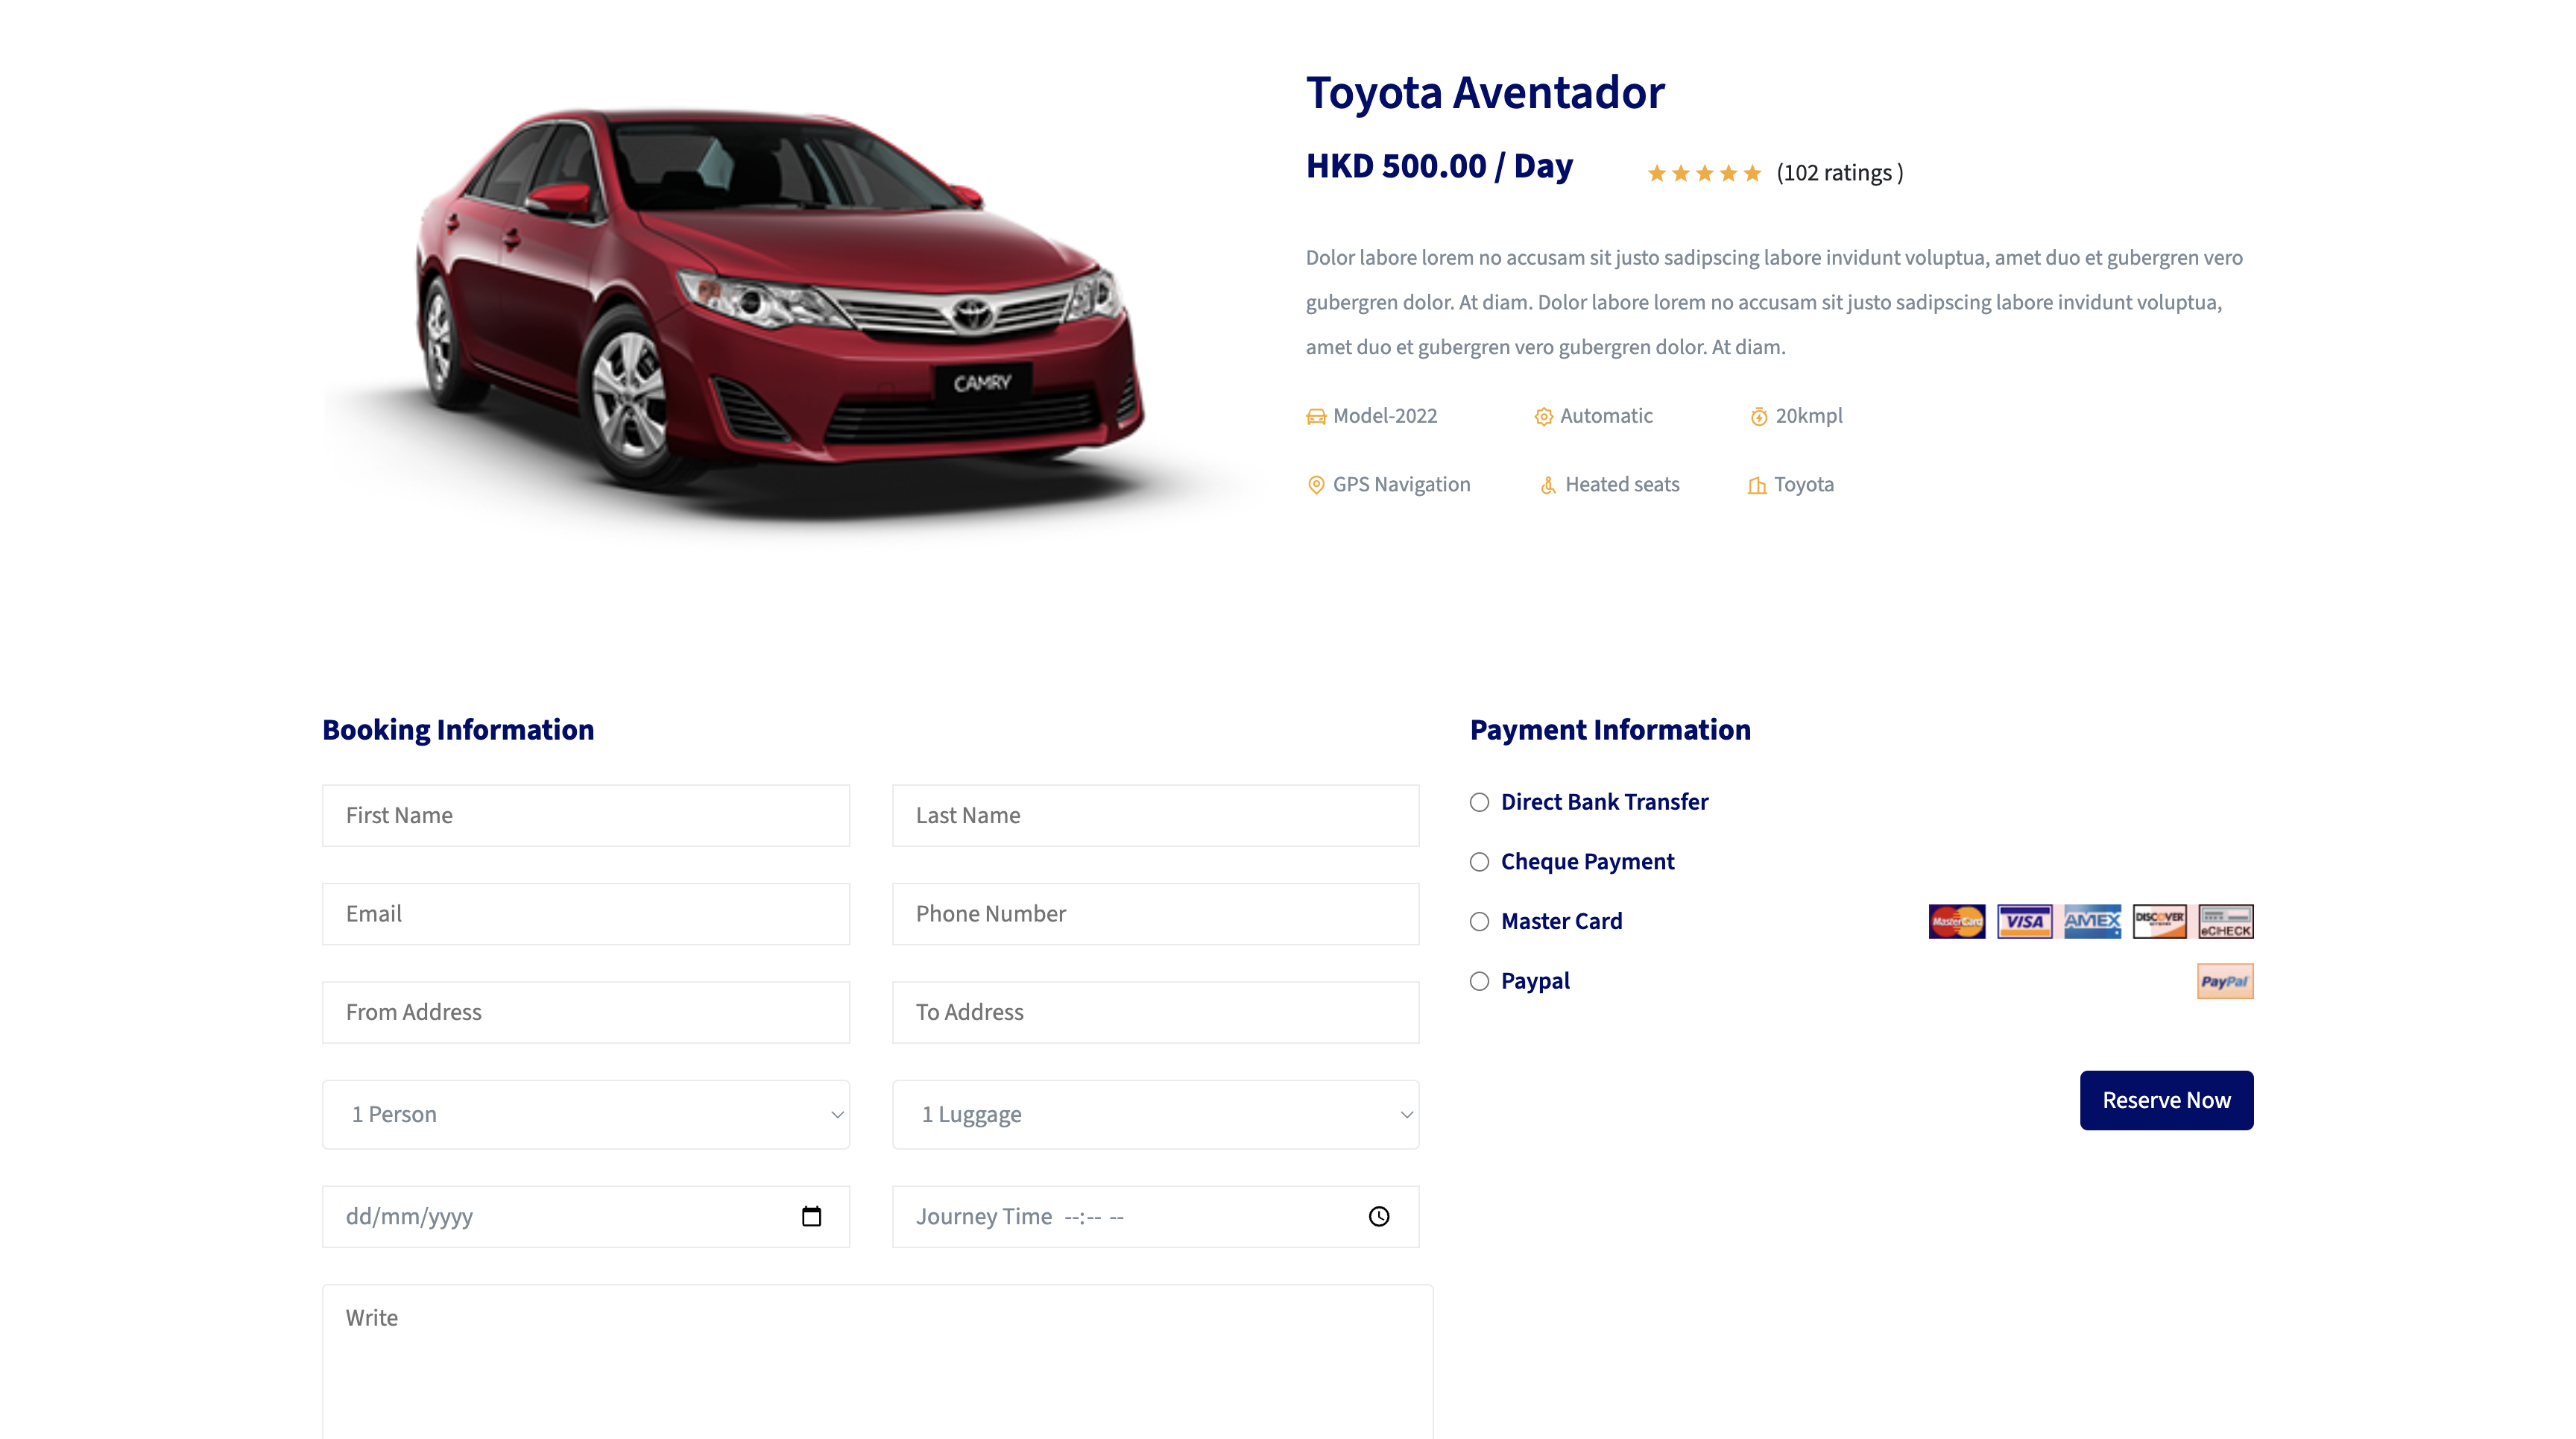 Toyota Aventador
HKD 500.00 / Day
(102 ratings )
Dolor labore lorem no accusam sit justo sadipscing labore invidunt voluptua, amet duo et gubergren vero
gubergren dolor. At diam. Dolor labore lorem no accusam sit justo sadipscing labore invidunt voluptua,
amet duo et gubergren vero gubergren dolor. At diam.
Model-2022
Automatic
20kmpl
GPS Navigation
Heated seats
Toyota
CAMRY
Booking Information
First Name
Last Name
Email
Phone Number
From Address
To Address
1 Person
1 Luggage
dd/mm/yyyy
Journey Time --:-- --
Write
Payment Information
Direct Bank Transfer
Cheque Payment
Master Card
MasterCard
VISA
AMEX
DISCOVER
eCHECK
Paypal
PayPal
Reserve Now